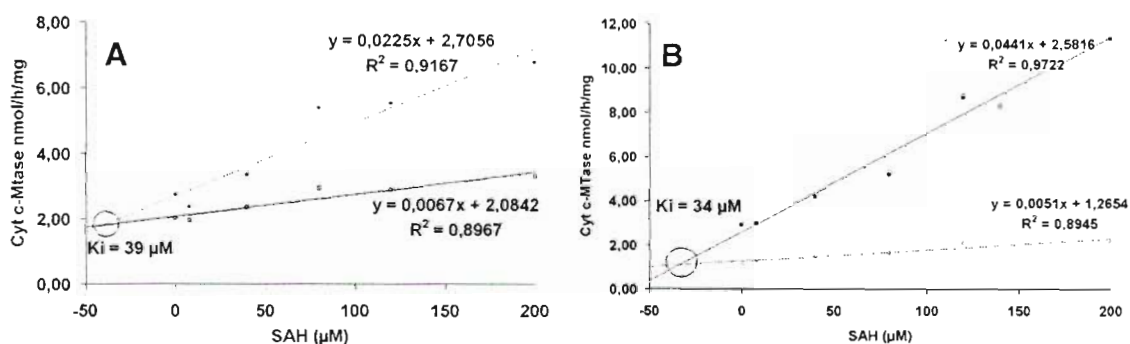 A
8,00
6,00
4,00
2,00
0,00
Cyt c-Mtase nmol/h/mg
y = 0,0225x + 2,7056
R² = 0,9167
y = 0,0067x + 2,0842
R² = 0,8967
Ki = 39 µM
-50 0 50 100 150 200
SAH (µM)
B
12,00
10,00
8,00
6,00
4,00
2,00
0,00
Cyt c-MTase nmol/h/mg
y = 0,0441x + 2,5816
R² = 0,9722
Ki = 34 µM
y = 0,0051x + 1,2654
R² = 0,8945
-50 0 50 100 150 200
SAH (µM)